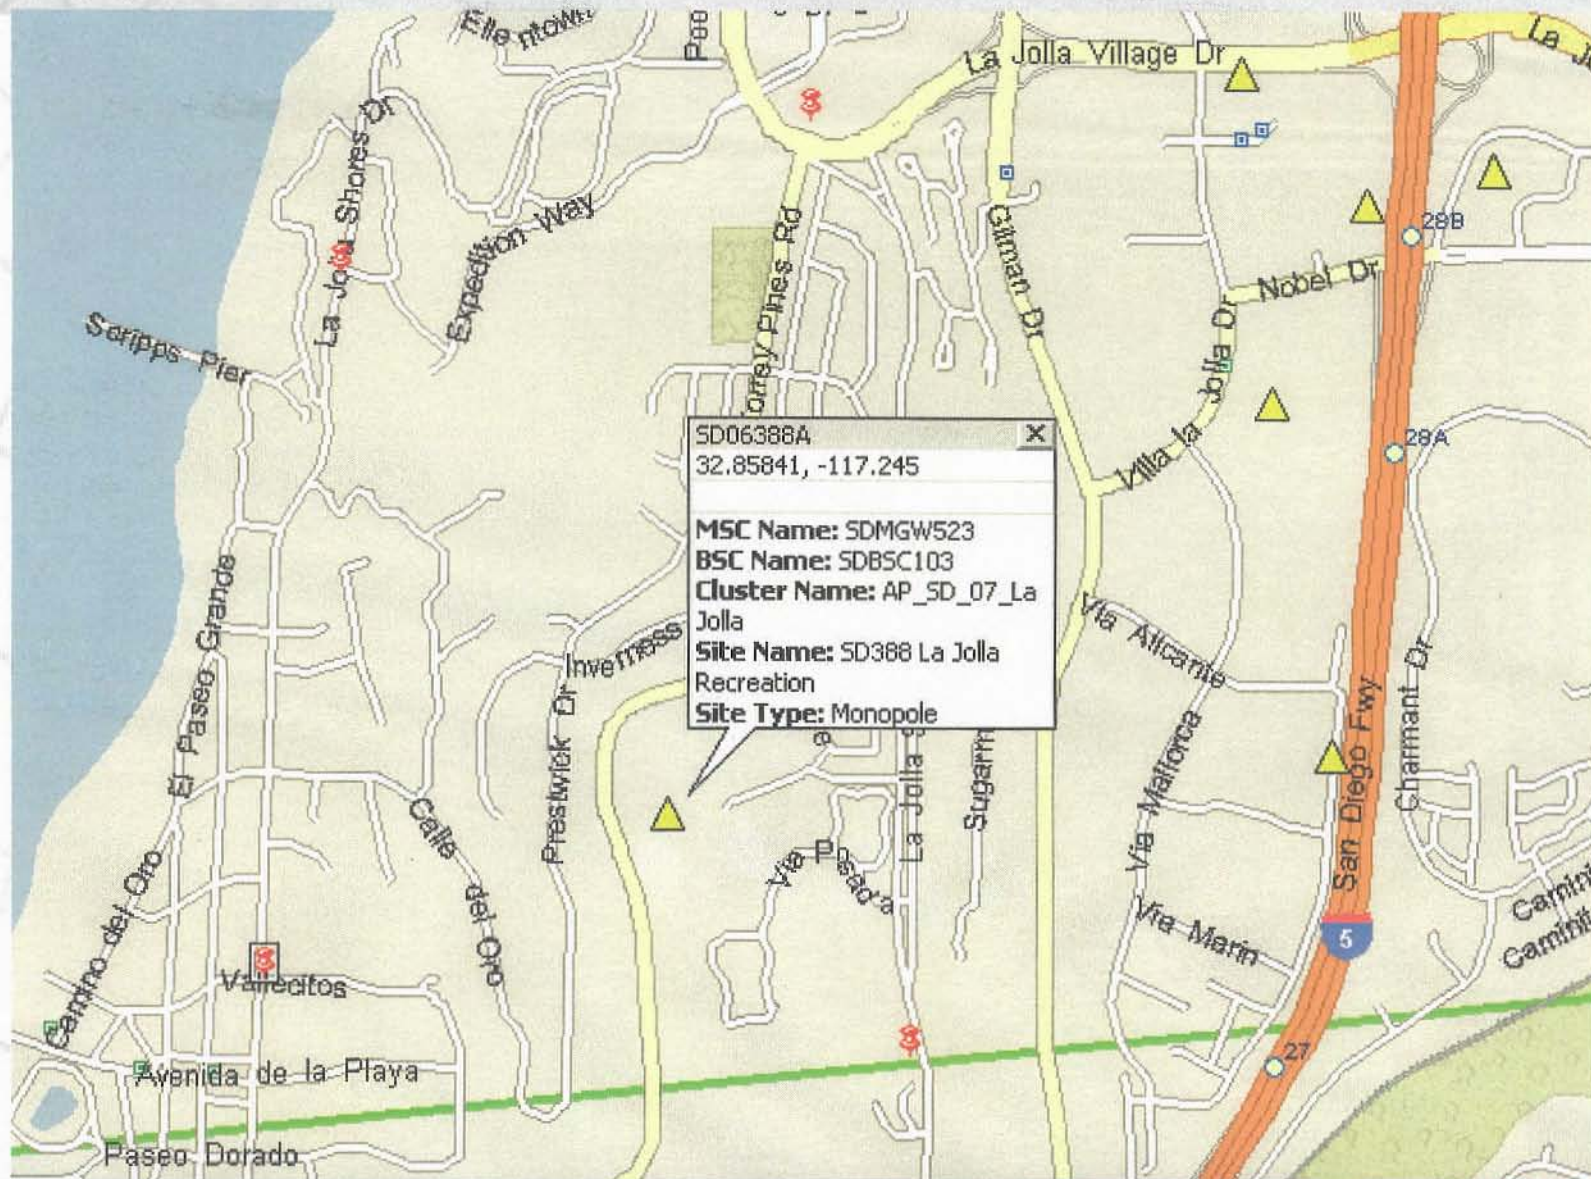 Ellentown
La Jolla Village Dr
La Jolla Shores Dr
Expedition Way
Gilman Dr
28B
Nobel Dr
Scripps Pier
Villa la Jolla Dr
28A
SD06388A
32.85841, -117.245
MSC Name: SDMGW523
BSC Name: SDBSC103
Cluster Name: AP_SD_07_La
Jolla
Site Name: SD388 La Jolla
Recreation
Site Type: Monopole
Via Alicante
El Paseo Grande
Inverness
Prestwick Dr
La Jolla
Via Mallorca
San Diego Fwy
Charmant Dr
Calle del Oro
Via Posada
Camino del Oro
Via Marin
5
Vallecitos
27
Avenida de la Playa
Paseo Dorado